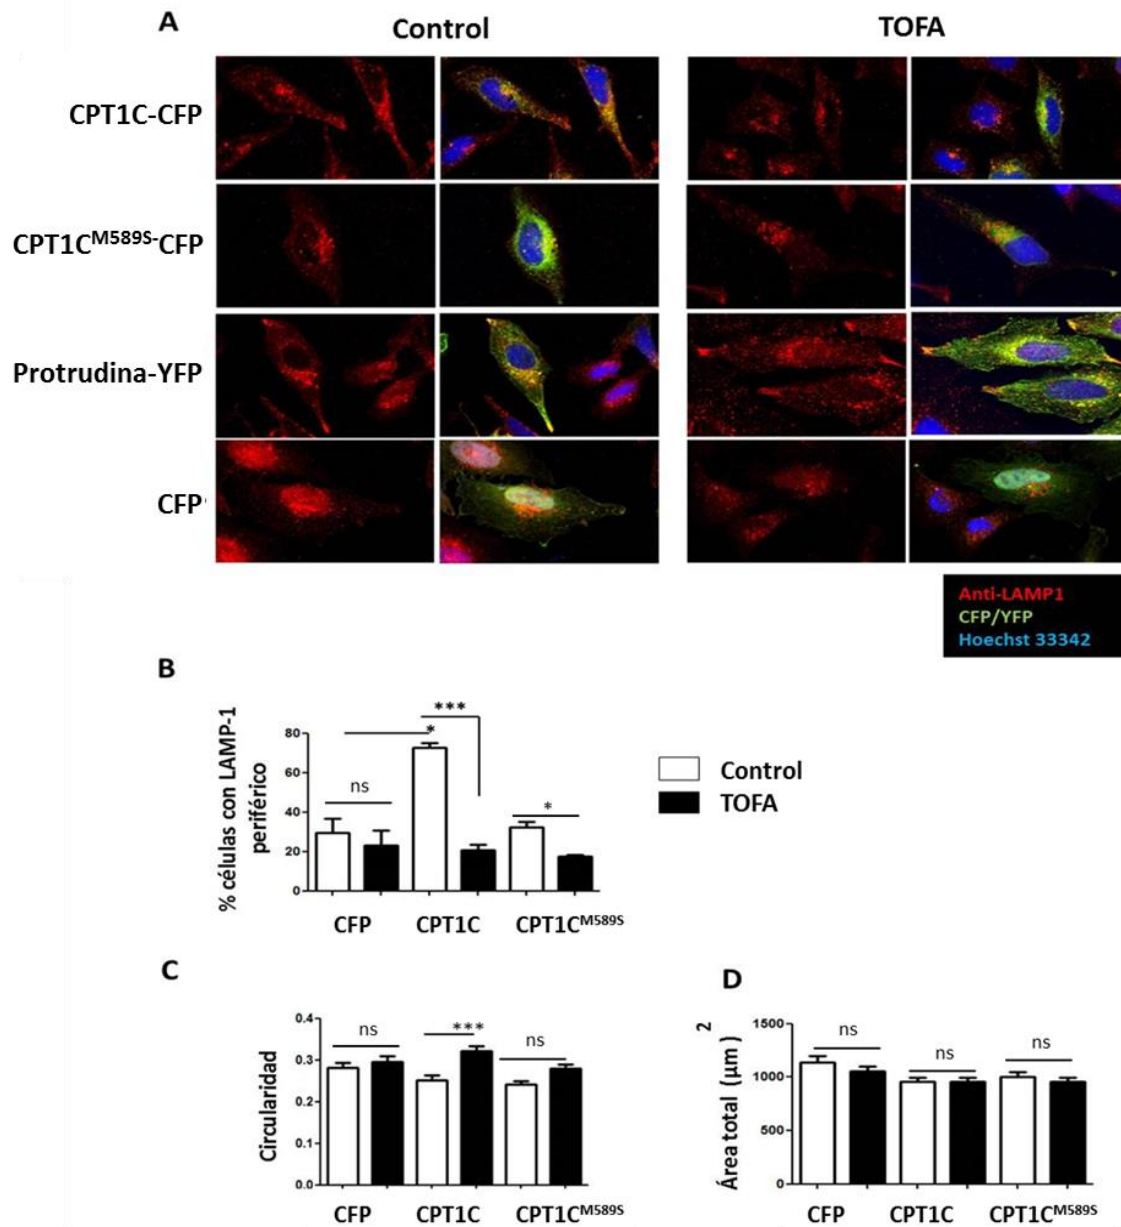 A
Control
TOFA
CPT1C-CFP
CPT1C^M589S-CFP
Protrudina-YFP
CFP
Anti-LAMP1
CFP/YFP
Hoechst 33342
B
% células con LAMP-1
periférico
80
60
40
20
0
ns
*
***
*
CFP
CPT1C
CPT1C^M589S
Control
TOFA
C
Circularidad
0.4
0.3
0.2
0.1
0.0
ns
***
ns
CFP
CPT1C
CPT1C^M589S
D
Área total (µm 2)
1500
1000
500
0
ns
ns
ns
CFP
CPT1C
CPT1C^M589S